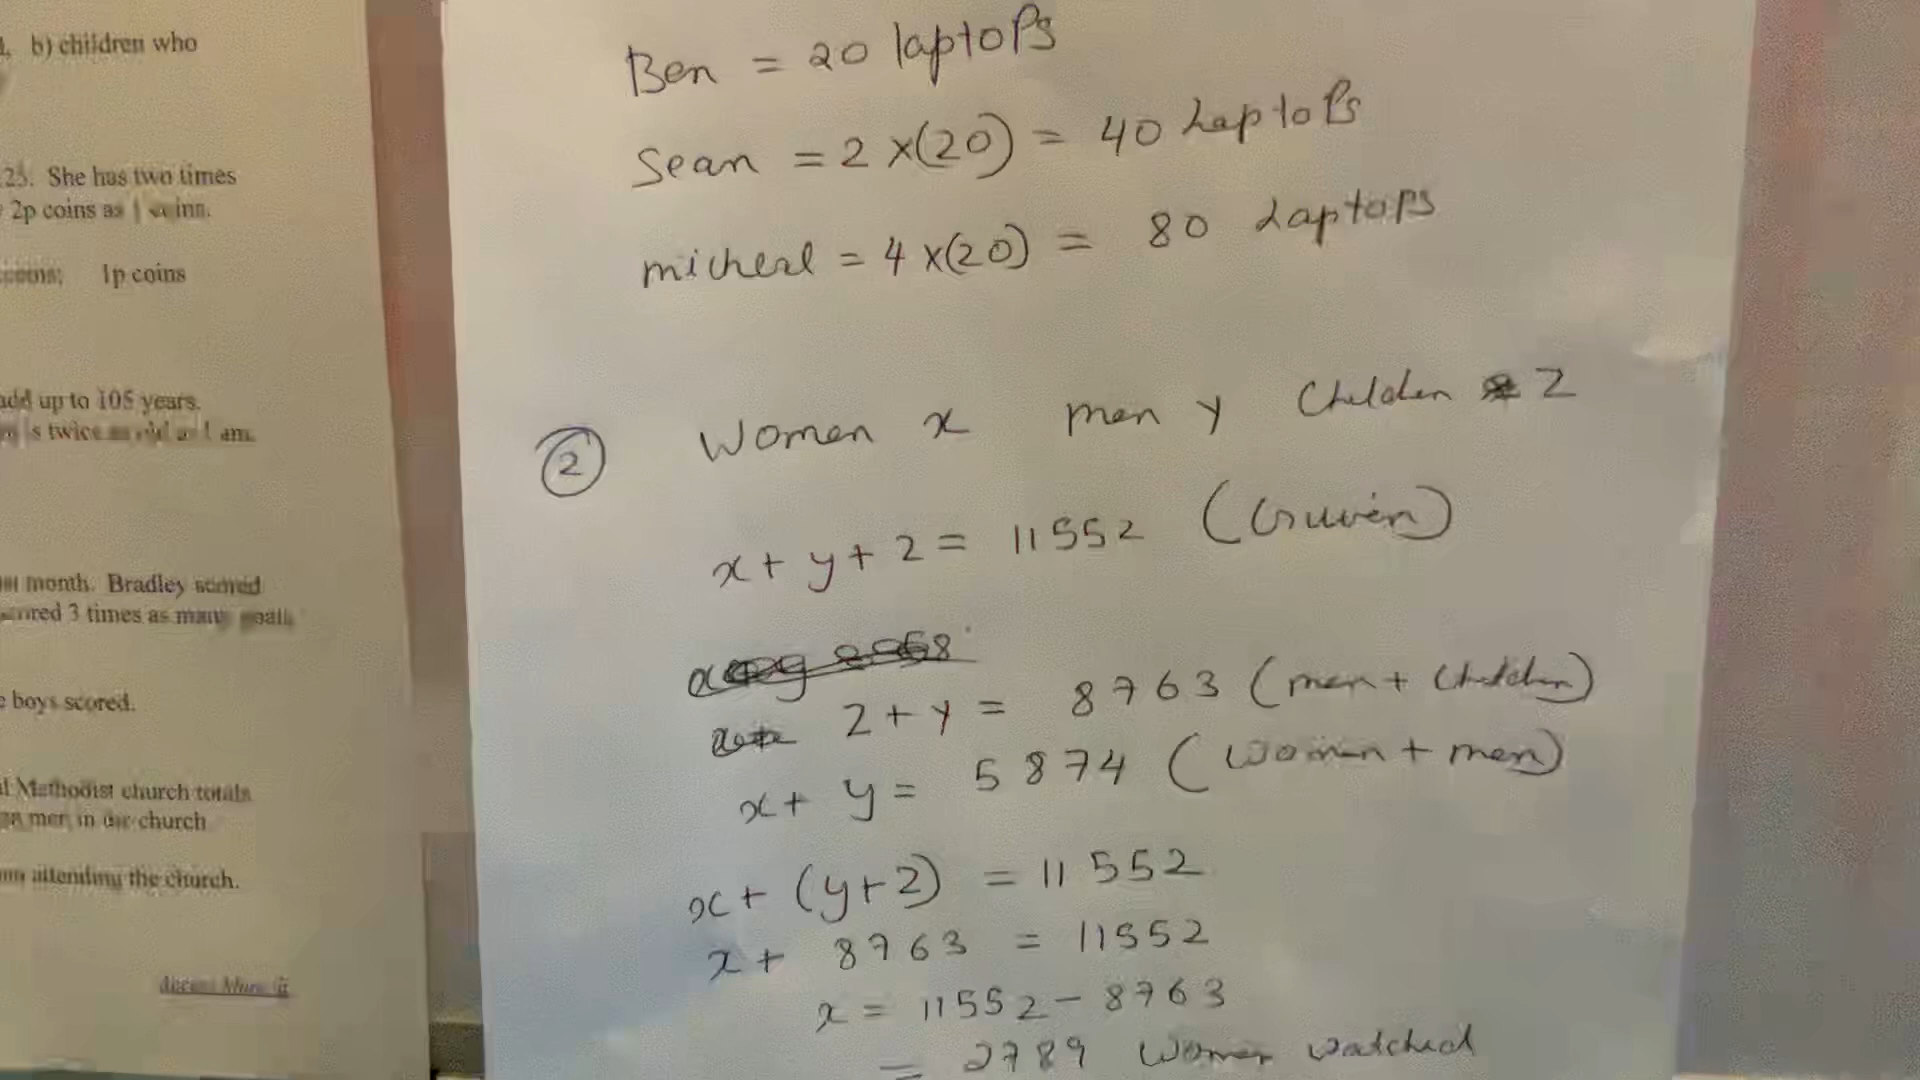 b) children who
25. She has two times
2p coins as
1p coins
add up to 105 years.
is twice as old as I am.
month. Bradley scored
scored 3 times as many goals
boys scored.
Methodist church totals
men in the church
attending the church.
Ben = 20 laptops
Sean = 2 x(20) = 40 Laptops
micheal = 4 x(20) = 80 Laptops
2 Women x men y Children z
x + y + z = 11552 (Given)
z + y = 8763 (men + Children)
x + y = 5874 (Women + men)
x + (y + z) = 11552
x + 8763 = 11552
x = 11552 - 8763
= 2789 Women watched